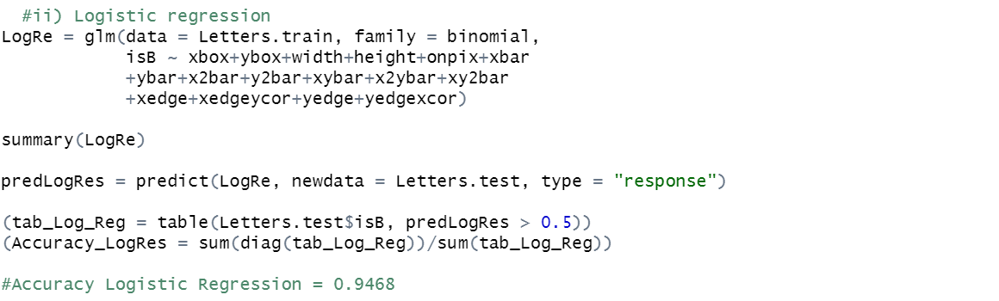 #ii) Logistic regression
LogRe = glm(data = Letters.train, family = binomial,
isB ~ xbox+ybox+width+height+onpix+xbar
+ybar+x2bar+y2bar+xybar+x2ybar+xy2bar
+xedge+xedgeycor+yedge+yedgexcor)
summary(LogRe)
predLogRes = predict(LogRe, newdata = Letters.test, type = "response")
(tab_Log_Reg = table(Letters.test$isB, predLogRes > 0.5))
(Accuracy_LogRes = sum(diag(tab_Log_Reg))/sum(tab_Log_Reg))
#Accuracy Logistic Regression = 0.9468